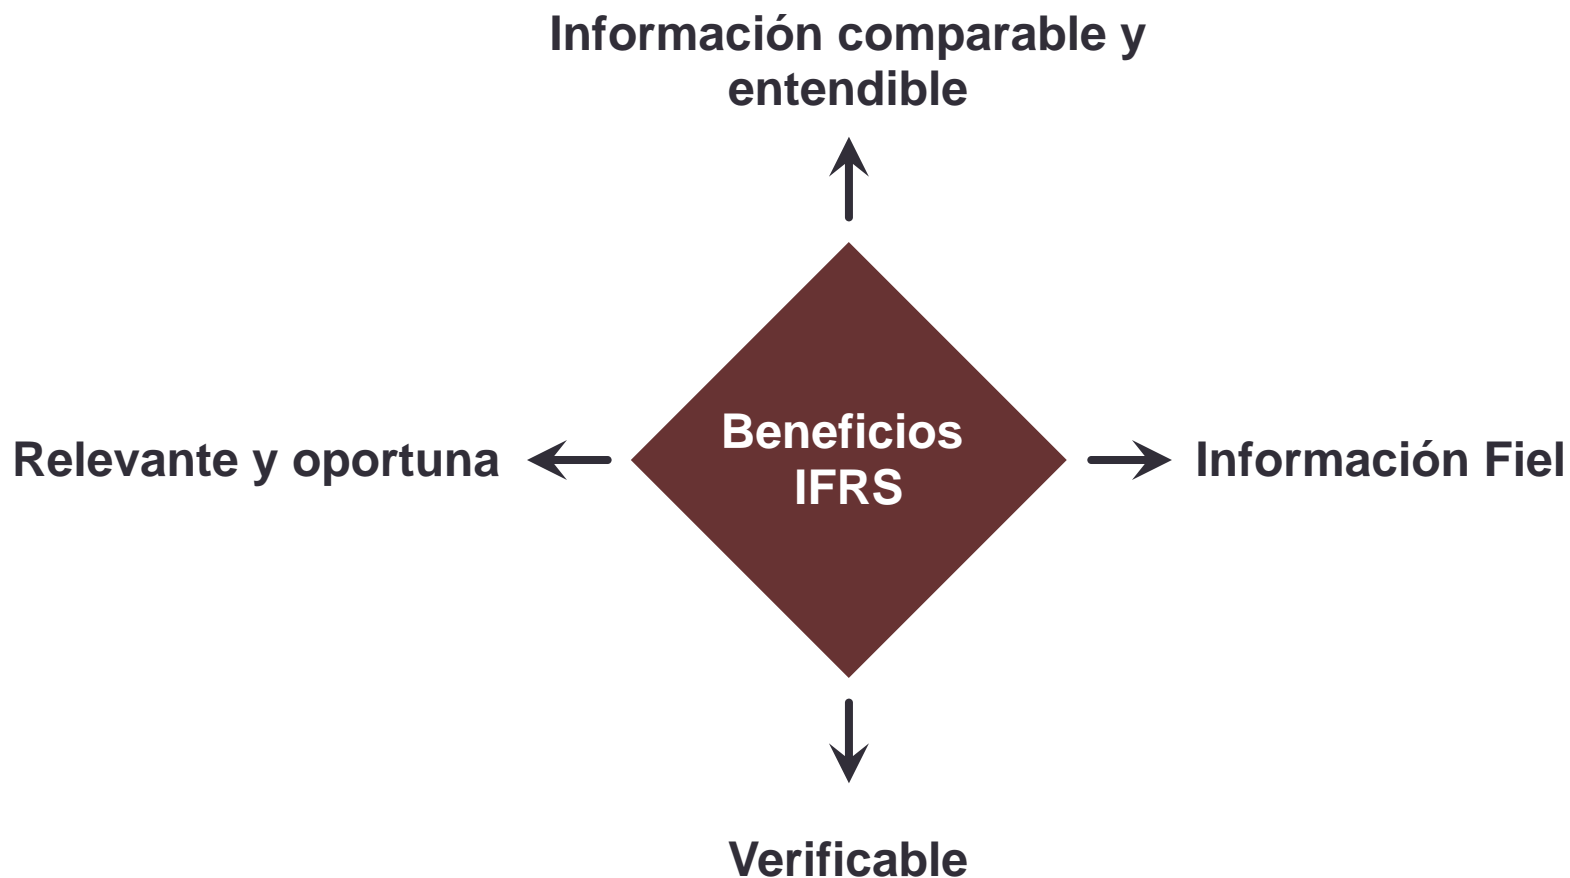 Información comparable y
entendible
Relevante y oportuna
Beneficios
IFRS
Información Fiel
Verificable